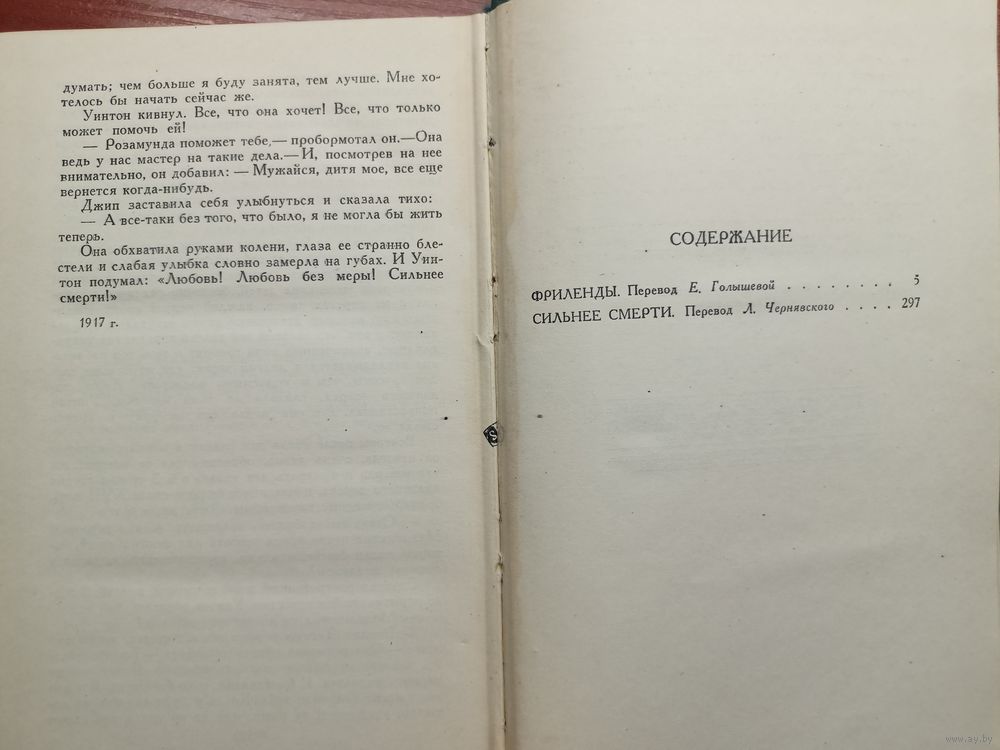 думать; чем больше я буду занята, тем лучше. Мне хо-
телось бы начать сейчас же.
Уинтон кивнул. Все, что она хочет! Все, что только
может помочь ей!
— Розамунда поможет тебе,— пробормотал он.—Она
ведь у нас мастер на такие дела.— И, посмотрев на нее
внимательно, он добавил: — Мужайся, дитя мое, все еще
вернется когда-нибудь.
Джип заставила себя улыбнуться и сказала тихо:
— А все-таки без того, что было, я не могла бы жить
теперь.
Она обхватила руками колени, глаза ее странно бле-
стели и слабая улыбка словно замерла на губах. И Уин-
тон подумал: «Любовь! Любовь без меры! Сильнее
смерти!»
1917 г.
СОДЕРЖАНИЕ
ФРИЛЕНДЫ. Перевод Е. Голышевой . . . . . . . . 5
СИЛЬНЕЕ СМЕРТИ. Перевод Л. Чернявского . . . . 297
www.ay.by